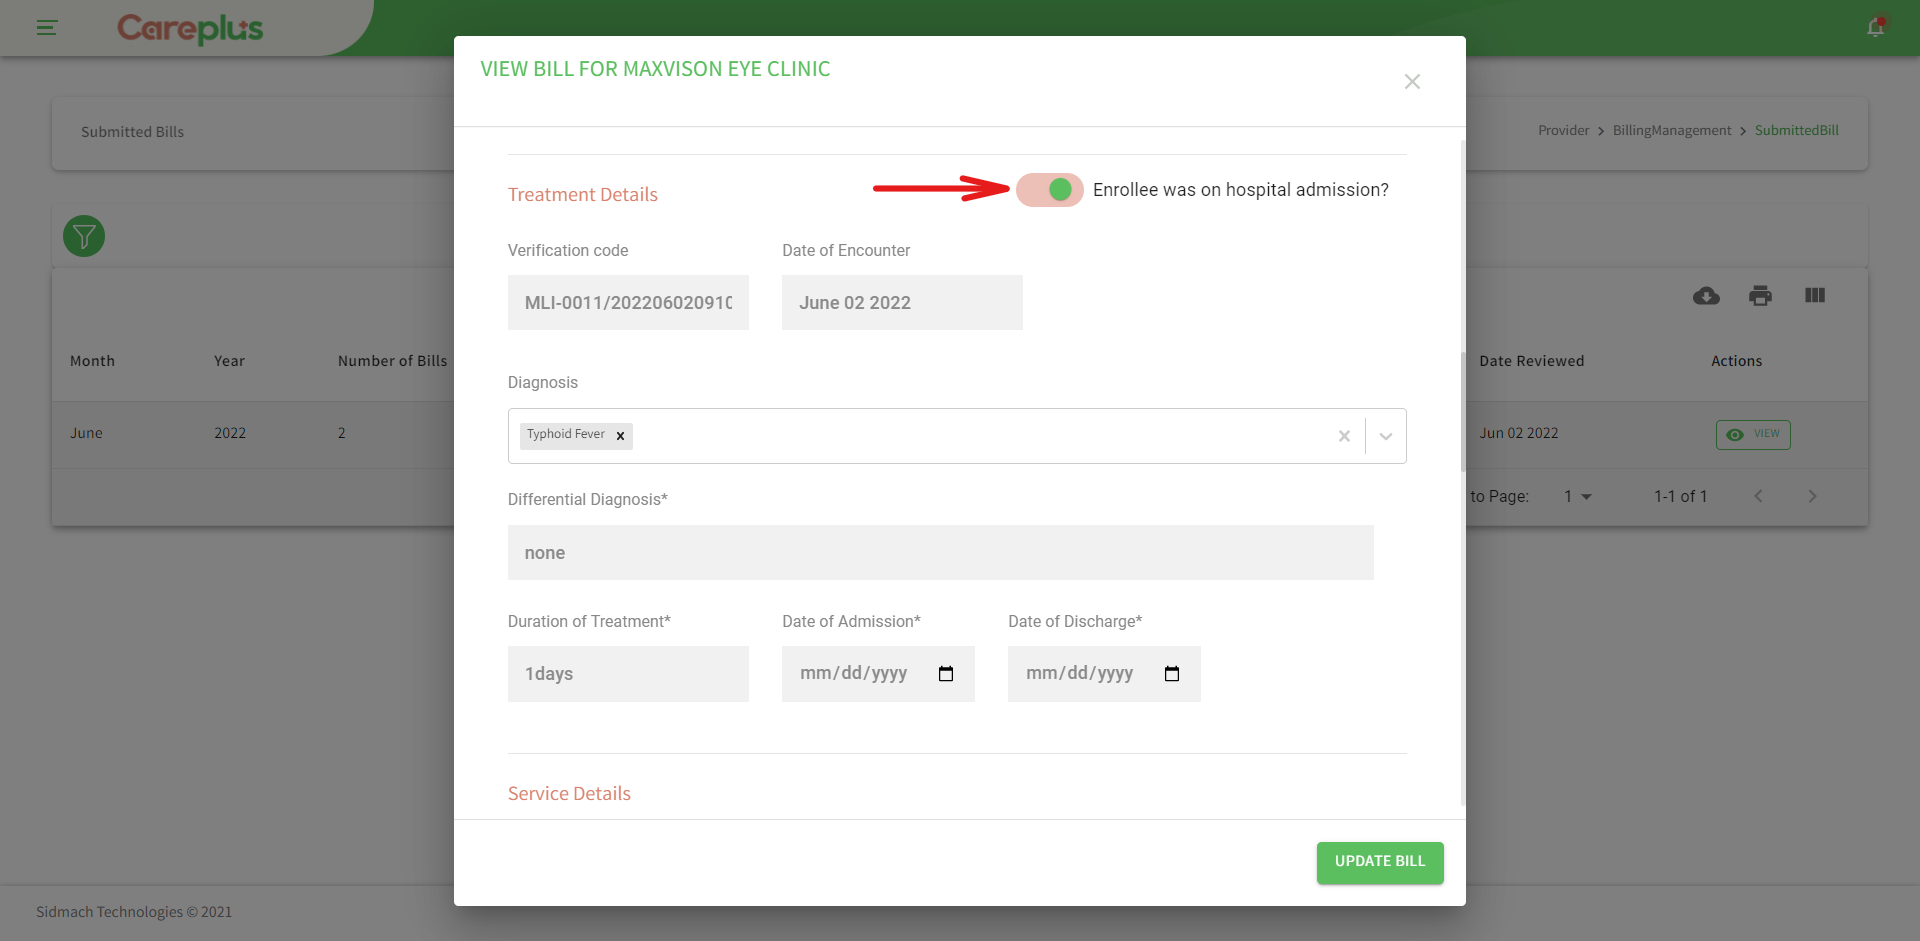 Careplus
VIEW BILL FOR MAXVISON EYE CLINIC
Submitted Bills
Provider > BillingManagement > SubmittedBill
Treatment Details
Enrollee was on hospital admission?
Verification code
Date of Encounter
MLI-0011/202206020910
June 02 2022
Month
Year
Number of Bills
Date Reviewed
Actions
Diagnosis
Typhoid Fever x
June
2022
2
Jun 02 2022
VIEW
Differential Diagnosis*
none
to Page:
1
1-1 of 1
Duration of Treatment*
Date of Admission*
Date of Discharge*
1days
mm/dd/yyyy
mm/dd/yyyy
Service Details
UPDATE BILL
Sidmach Technologies © 2021